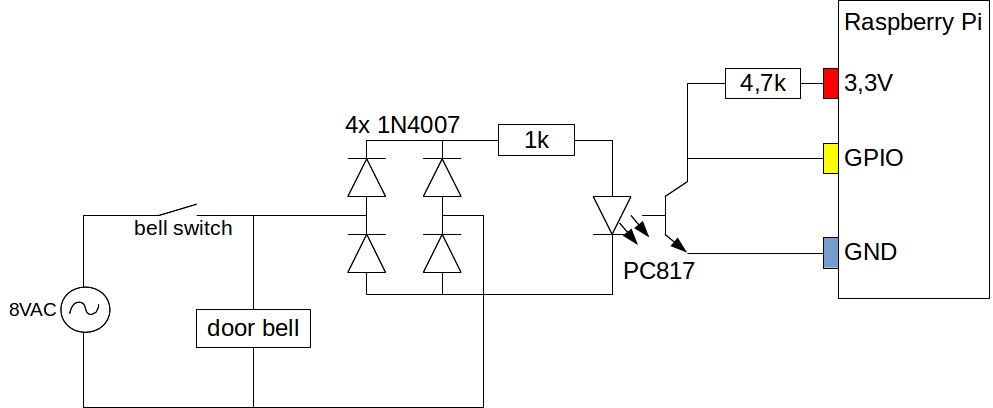 Raspberry Pi
4,7k
3,3V
4x 1N4007
1k
GPIO
bell switch
GND
PC817
8VAC
door bell